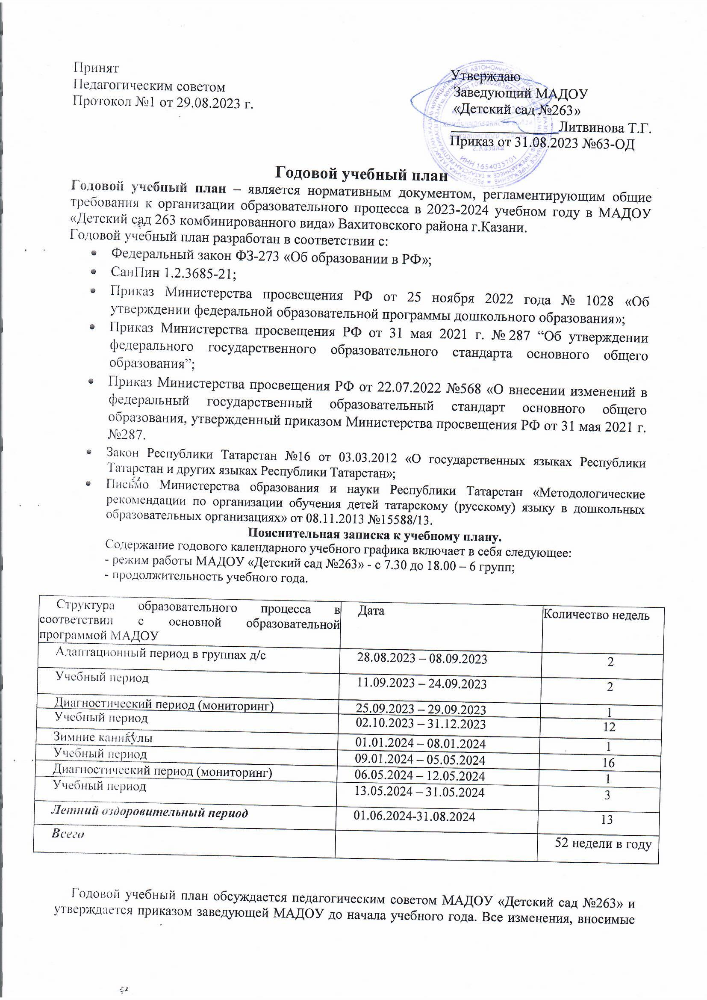 Принят
Педагогическим советом
Протокол №1 от 29.08.2023 г.
Утверждаю
Заведующий МАДОУ
«Детский сад №263»
_______________Литвинова Т.Г.
Приказ от 31.08.2023 №63-ОД
комбинированного вида
Вахитовского района
г.Казани
ИНН 1654035701
Годовой учебный план
Годовой учебный план – является нормативным документом, регламентирующим общие
требования к организации образовательного процесса в 2023-2024 учебном году в МАДОУ
«Детский сад 263 комбинированного вида» Вахитовского района г.Казани.
Годовой учебный план разработан в соответствии с:
• Федеральный закон ФЗ-273 «Об образовании в РФ»;
• СанПин 1.2.3685-21;
• Приказ Министерства просвещения РФ от 25 ноября 2022 года № 1028 «Об
утверждении федеральной образовательной программы дошкольного образования»;
• Приказ Министерства просвещения РФ от 31 мая 2021 г. № 287 “Об утверждении
федерального государственного образовательного стандарта основного общего
образования”;
• Приказ Министерства просвещения РФ от 22.07.2022 №568 «О внесении изменений в
федеральный государственный образовательный стандарт основного общего
образования, утвержденный приказом Министерства просвещения РФ от 31 мая 2021 г.
№287.
• Закон Республики Татарстан №16 от 03.03.2012 «О государственных языках Республики
Татарстан и других языках Республики Татарстан»;
• Письмо Министерства образования и науки Республики Татарстан «Методологические
рекомендации по организации обучения детей татарскому (русскому) языку в дошкольных
образовательных организациях» от 08.11.2013 №15588/13.
Пояснительная записка к учебному плану.
Содержание годового календарного учебного графика включает в себя следующее:
- режим работы МАДОУ «Детский сад №263» - с 7.30 до 18.00 – 6 групп;
- продолжительность учебного года.
Структура образовательного процесса в
соответствии с основной образовательной
программой МАДОУ
Дата
Количество недель
Адаптационный период в группах д/с 28.08.2023 – 08.09.2023 2
Учебный период 11.09.2023 – 24.09.2023 2
Диагностический период (мониторинг) 25.09.2023 – 29.09.2023 1
Учебный период 02.10.2023 – 31.12.2023 12
Зимние каникулы 01.01.2024 – 08.01.2024 1
Учебный период 09.01.2024 – 05.05.2024 16
Диагностический период (мониторинг) 06.05.2024 – 12.05.2024 1
Учебный период 13.05.2024 – 31.05.2024 3
Летний оздоровительный период 01.06.2024-31.08.2024 13
Всего 52 недели в году
Годовой учебный план обсуждается педагогическим советом МАДОУ «Детский сад №263» и
утверждается приказом заведующей МАДОУ до начала учебного года. Все изменения, вносимые